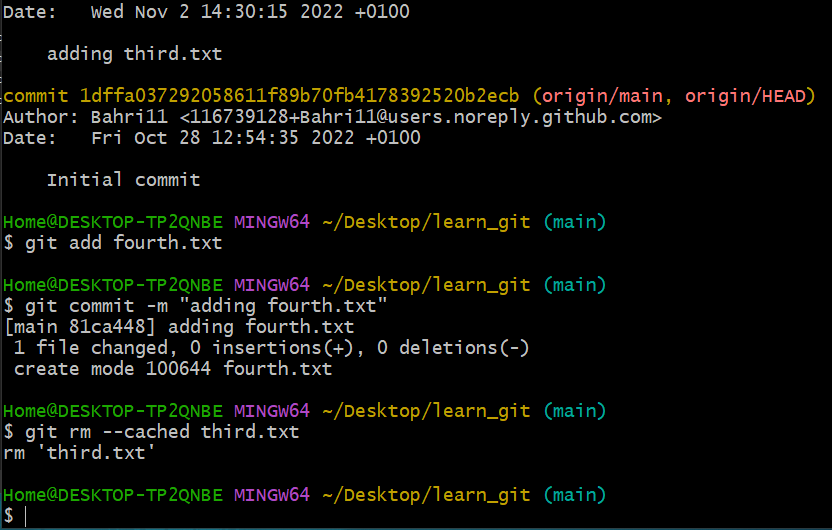 Date:   Wed Nov 2 14:30:15 2022 +0100
    adding third.txt
commit 1dffa037292058611f89b70fb4178392520b2ecb (origin/main, origin/HEAD)
Author: Bahri11 <116739128+Bahri11@users.noreply.github.com>
Date:   Fri Oct 28 12:54:35 2022 +0100
    Initial commit
Home@DESKTOP-TP2QNBE MINGW64 ~/Desktop/learn_git (main)
$ git add fourth.txt
Home@DESKTOP-TP2QNBE MINGW64 ~/Desktop/learn_git (main)
$ git commit -m "adding fourth.txt"
[main 81ca448] adding fourth.txt
 1 file changed, 0 insertions(+), 0 deletions(-)
 create mode 100644 fourth.txt
Home@DESKTOP-TP2QNBE MINGW64 ~/Desktop/learn_git (main)
$ git rm --cached third.txt
rm 'third.txt'
Home@DESKTOP-TP2QNBE MINGW64 ~/Desktop/learn_git (main)
$